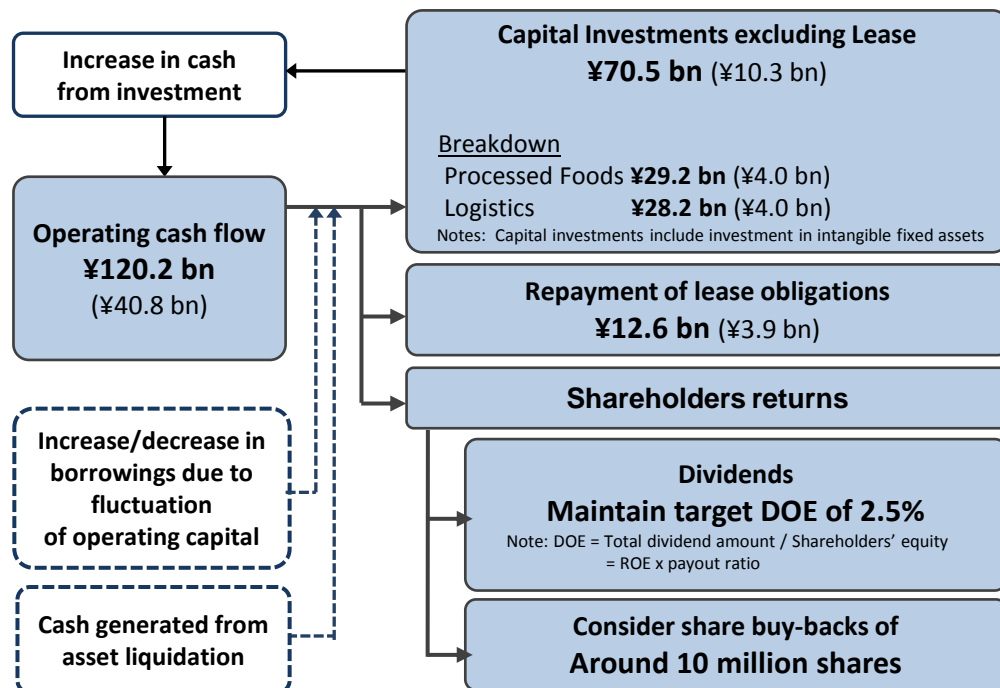 Increase in cash
from investment
Operating cash flow
¥120.2 bn
(¥40.8 bn)
Increase/decrease in
borrowings due to
fluctuation
of operating capital
Cash generated from
asset liquidation
Capital Investments excluding Lease
¥70.5 bn (¥10.3 bn)
Breakdown
Processed Foods ¥29.2 bn (¥4.0 bn)
Logistics ¥28.2 bn (¥4.0 bn)
Notes: Capital investments include investment in intangible fixed assets
Repayment of lease obligations
¥12.6 bn (¥3.9 bn)
Shareholders returns
Dividends
Maintain target DOE of 2.5%
Note: DOE = Total dividend amount / Shareholders' equity
= ROE x payout ratio
Consider share buy-backs of
Around 10 million shares